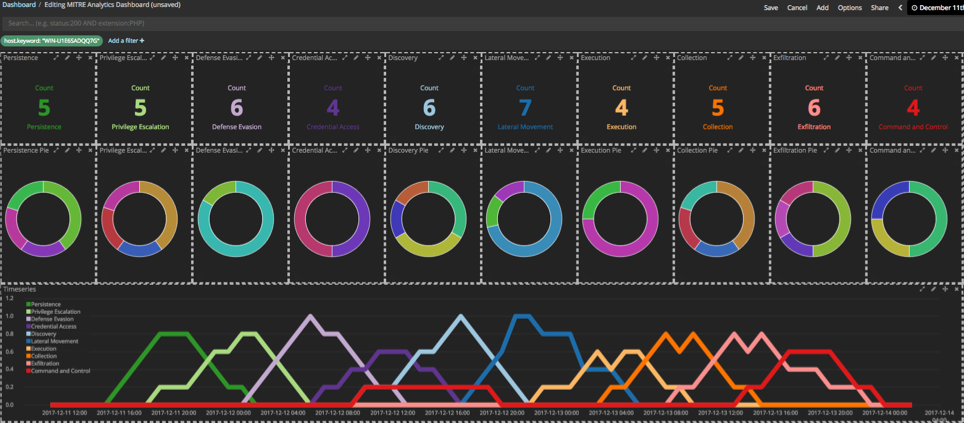 Dashboard / Editing MITRE Analytics Dashboard (unsaved)
Save Cancel Add Options Share December 11th
Search... (e.g. status:200 AND extension:PHP)
host.keyword: "WIN-U1E6SADQQ7G" Add a filter +
Persistence Privilege Escal... Defense Evasi... Credential Ac... Discovery Lateral Move... Execution Collection Exfiltration Command an...
Count Count Count Count Count Count Count Count Count Count
5 5 6 4 6 7 4 5 6 4
Persistence Privilege Escalation Defense Evasion Credential Access Discovery Lateral Movement Execution Collection Exfiltration Command and Control
Persistence Pie Privilege Escal... Defense Evasi... Credential Ac... Discovery Pie Lateral Move... Execution Pie Collection Pie Exfiltration Pie Command an...
Timeseries
1.2
1.0
0.8
0.6
0.4
0.2
0.0
Persistence
Privilege Escalation
Defense Evasion
Credential Access
Discovery
Lateral Movement
Execution
Collection
Exfiltration
Command and Control
2017-12-11 12:00 2017-12-11 16:00 2017-12-11 20:00 2017-12-12 00:00 2017-12-12 04:00 2017-12-12 08:00 2017-12-12 12:00 2017-12-12 16:00 2017-12-12 20:00 2017-12-13 00:00 2017-12-13 04:00 2017-12-13 08:00 2017-12-13 12:00 2017-12-13 16:00 2017-12-13 20:00 2017-12-14 00:00 2017-12-14